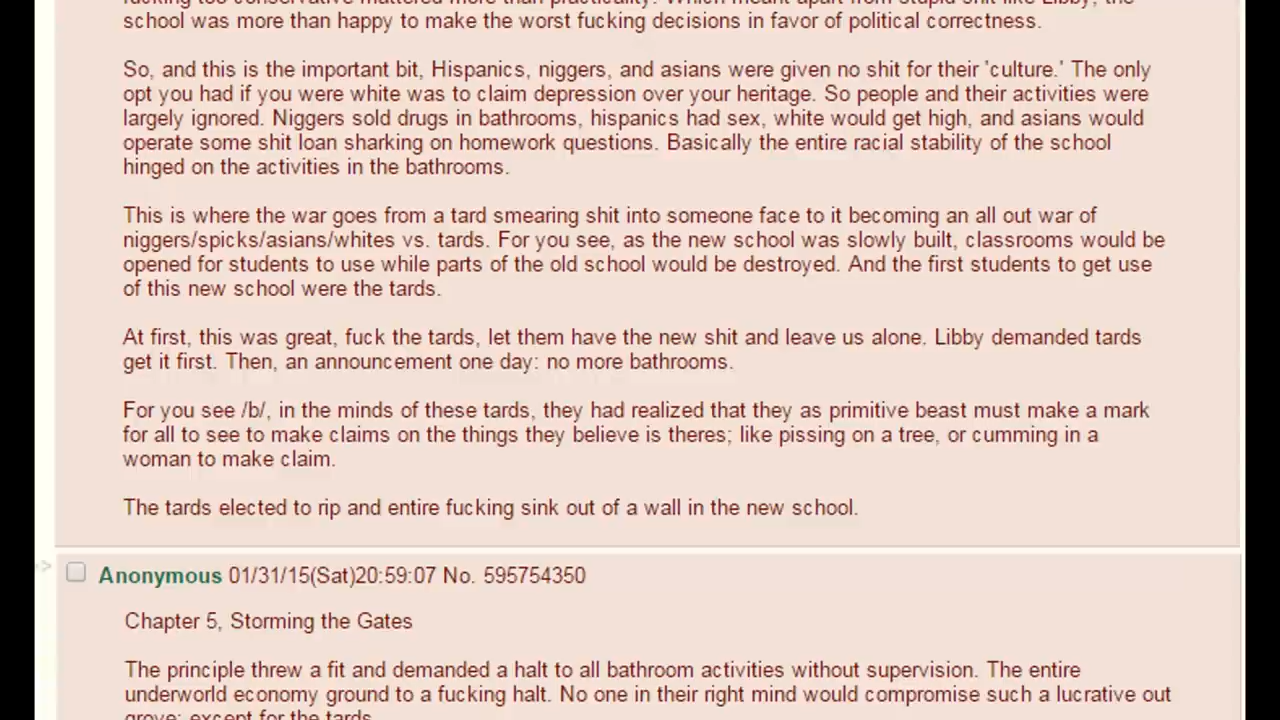 school was more than happy to make the worst fucking decisions in favor of political correctness.
So, and this is the important bit, Hispanics, niggers, and asians were given no shit for their 'culture.' The only
opt you had if you were white was to claim depression over your heritage. So people and their activities were
largely ignored. Niggers sold drugs in bathrooms, hispanics had sex, white would get high, and asians would
operate some shit loan sharking on homework questions. Basically the entire racial stability of the school
hinged on the activities in the bathrooms.
This is where the war goes from a tard smearing shit into someone face to it becoming an all out war of
niggers/spicks/asians/whites vs. tards. For you see, as the new school was slowly built, classrooms would be
opened for students to use while parts of the old school would be destroyed. And the first students to get use
of this new school were the tards.
At first, this was great, fuck the tards, let them have the new shit and leave us alone. Libby demanded tards
get it first. Then, an announcement one day: no more bathrooms.
For you see /b/, in the minds of these tards, they had realized that they as primitive beast must make a mark
for all to see to make claims on the things they believe is theres; like pissing on a tree, or cumming in a
woman to make claim.
The tards elected to rip and entire fucking sink out of a wall in the new school.
Anonymous 01/31/15(Sat)20:59:07 No. 595754350
Chapter 5, Storming the Gates
The principle threw a fit and demanded a halt to all bathroom activities without supervision. The entire
underworld economy ground to a fucking halt. No one in their right mind would compromise such a lucrative out